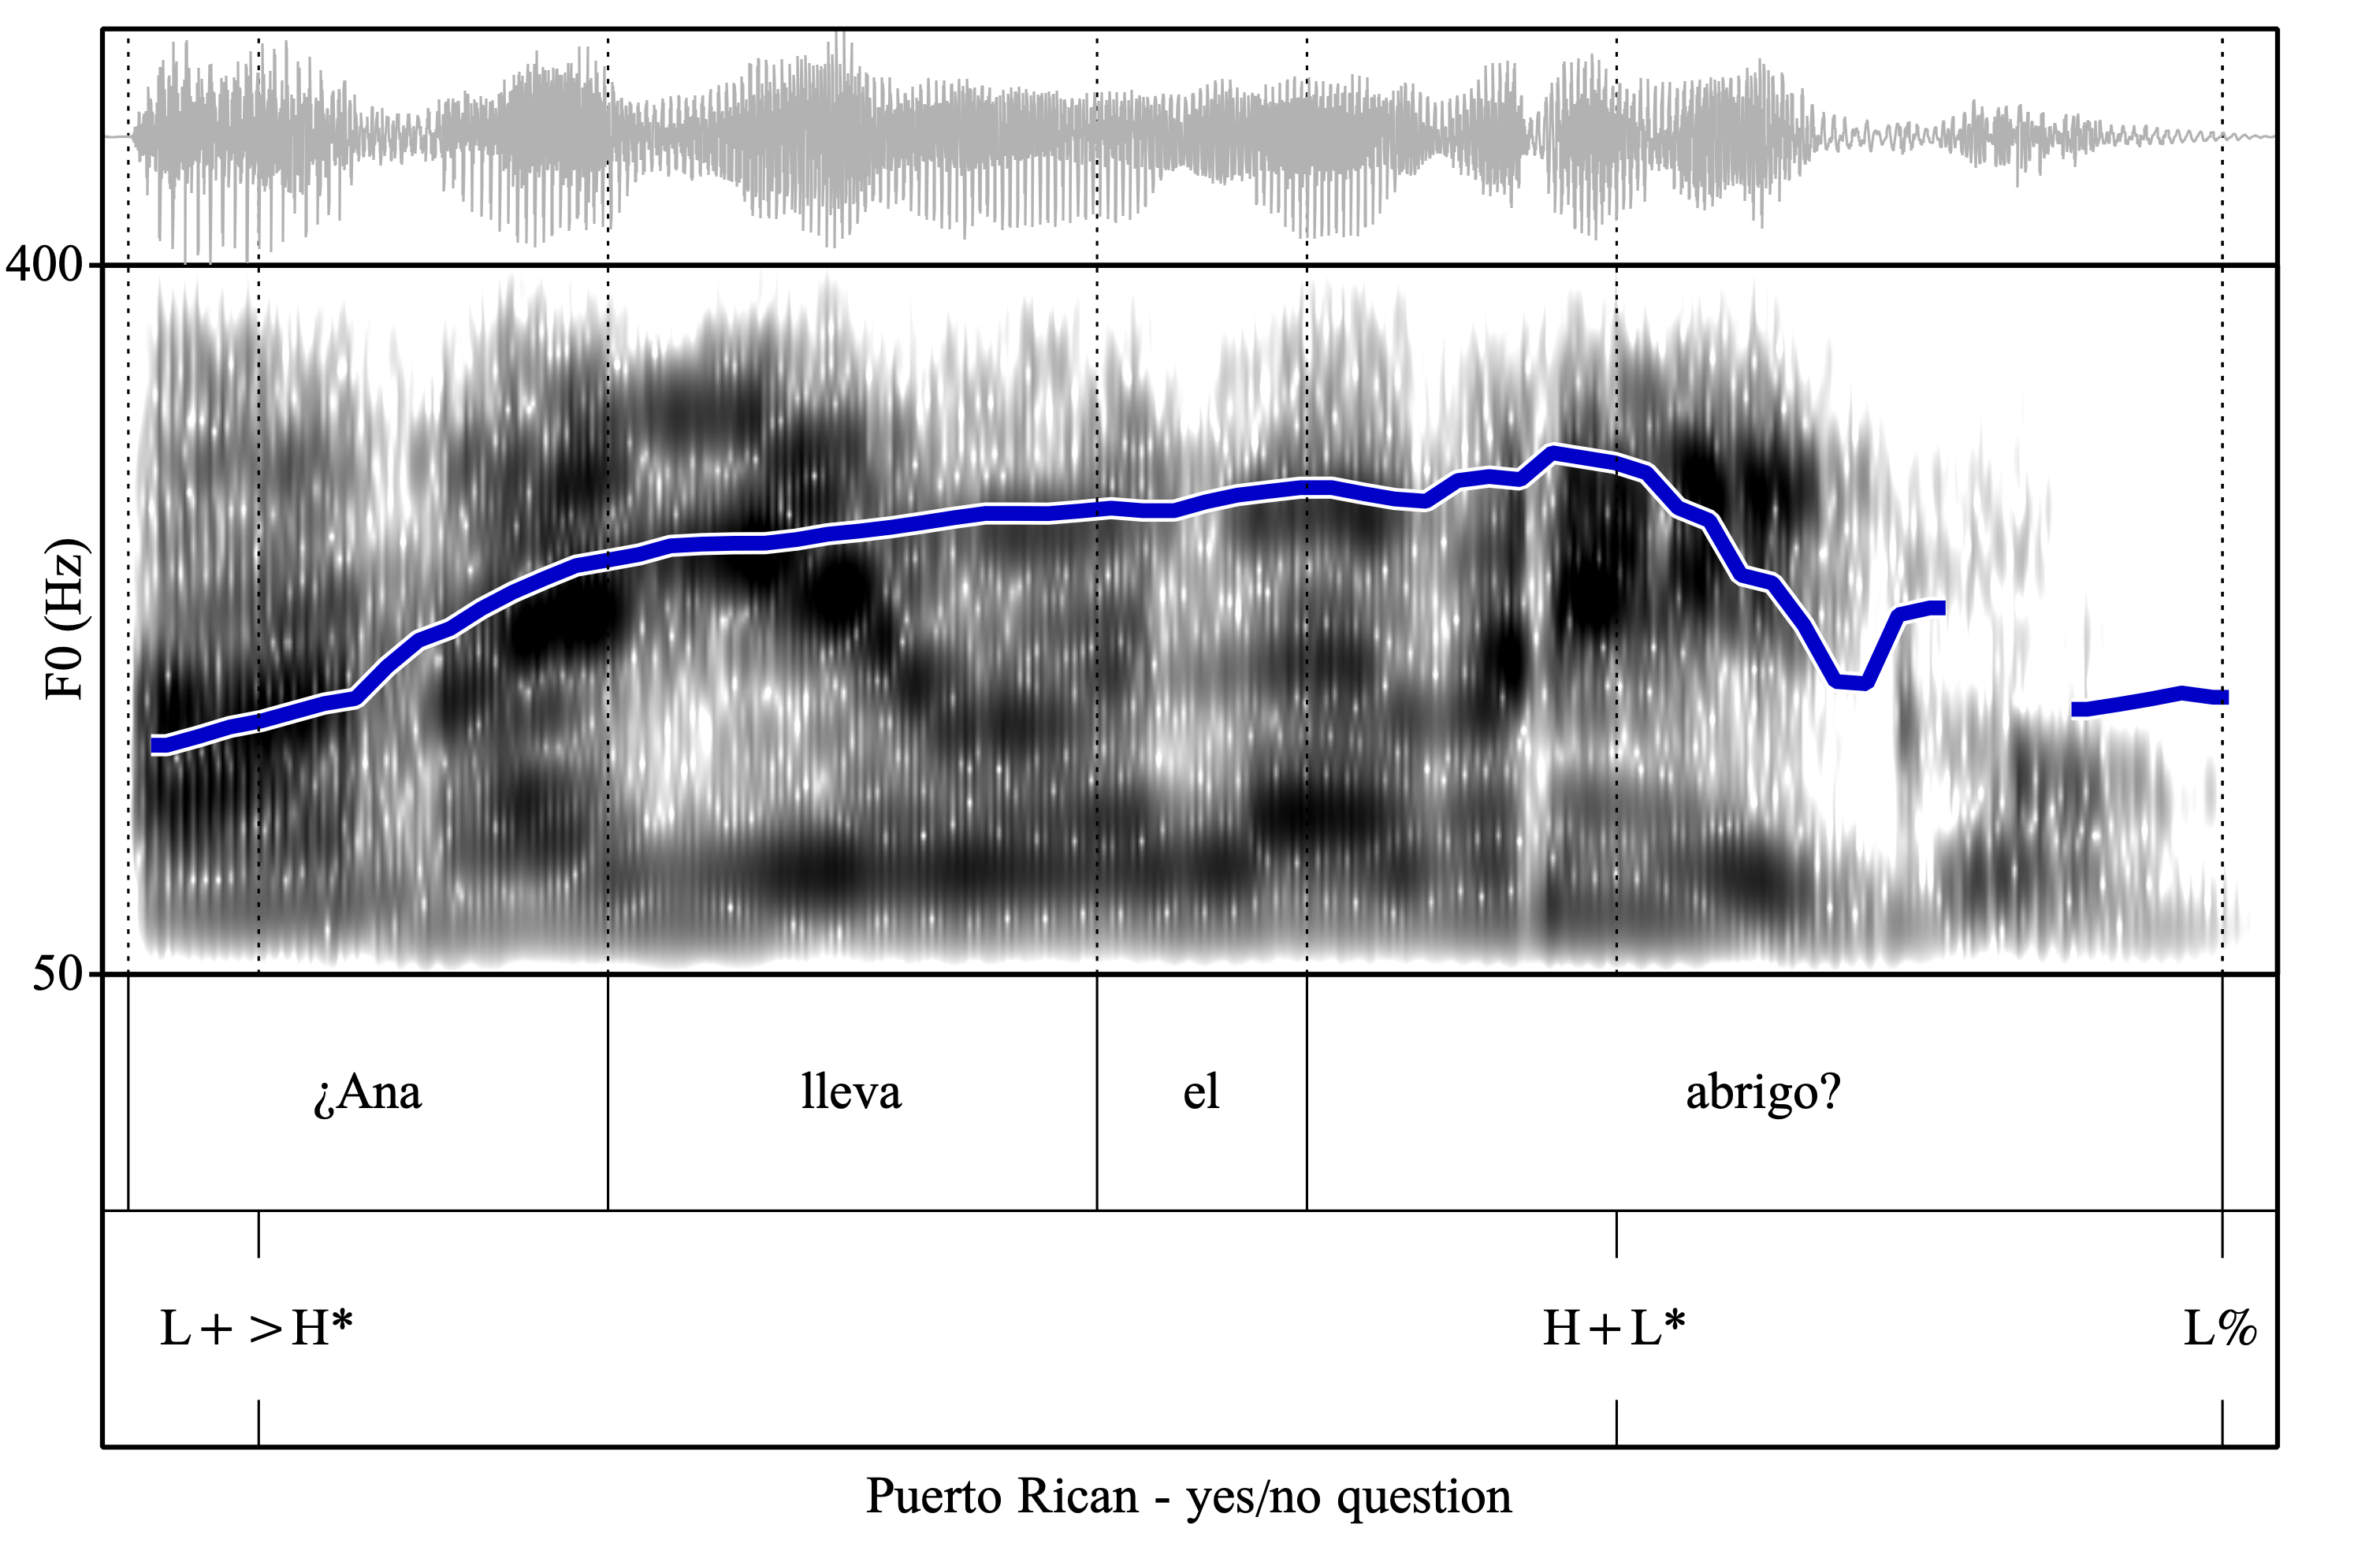 400
F0 (Hz)
50
¿Ana lleva el abrigo?
L+>H* H+L* L%
Puerto Rican - yes/no question